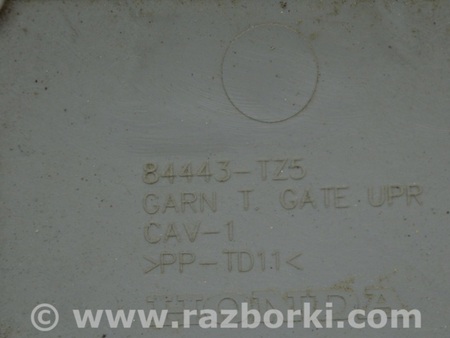 84443-TZ5
GARN T. GATE UPR
CAV-1
>PP-TD11<
© www.razborki.com